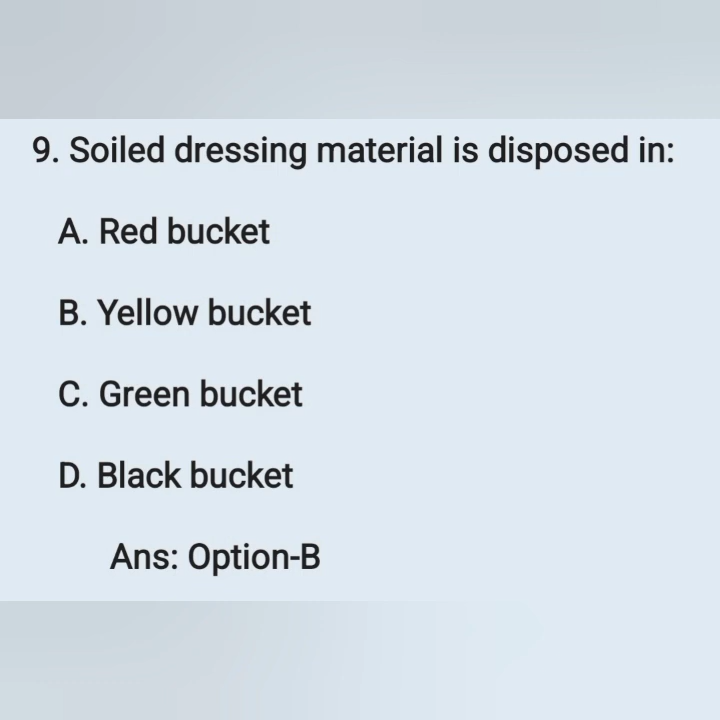 9. Soiled dressing material is disposed in:
A. Red bucket
B. Yellow bucket
C. Green bucket
D. Black bucket
Ans: Option-B